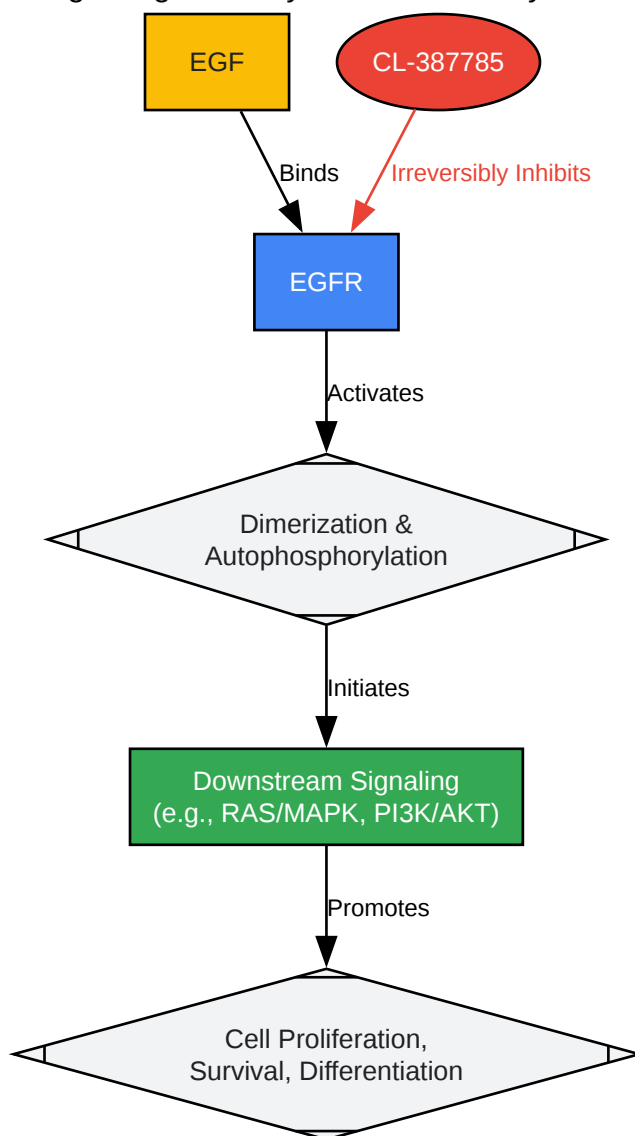 EGF
CL-387785
Binds
Irreversibly Inhibits
EGFR
Activates
Dimerization &
Autophosphorylation
Initiates
Downstream Signaling
(e.g., RAS/MAPK, PI3K/AKT)
Promotes
Cell Proliferation,
Survival, Differentiation